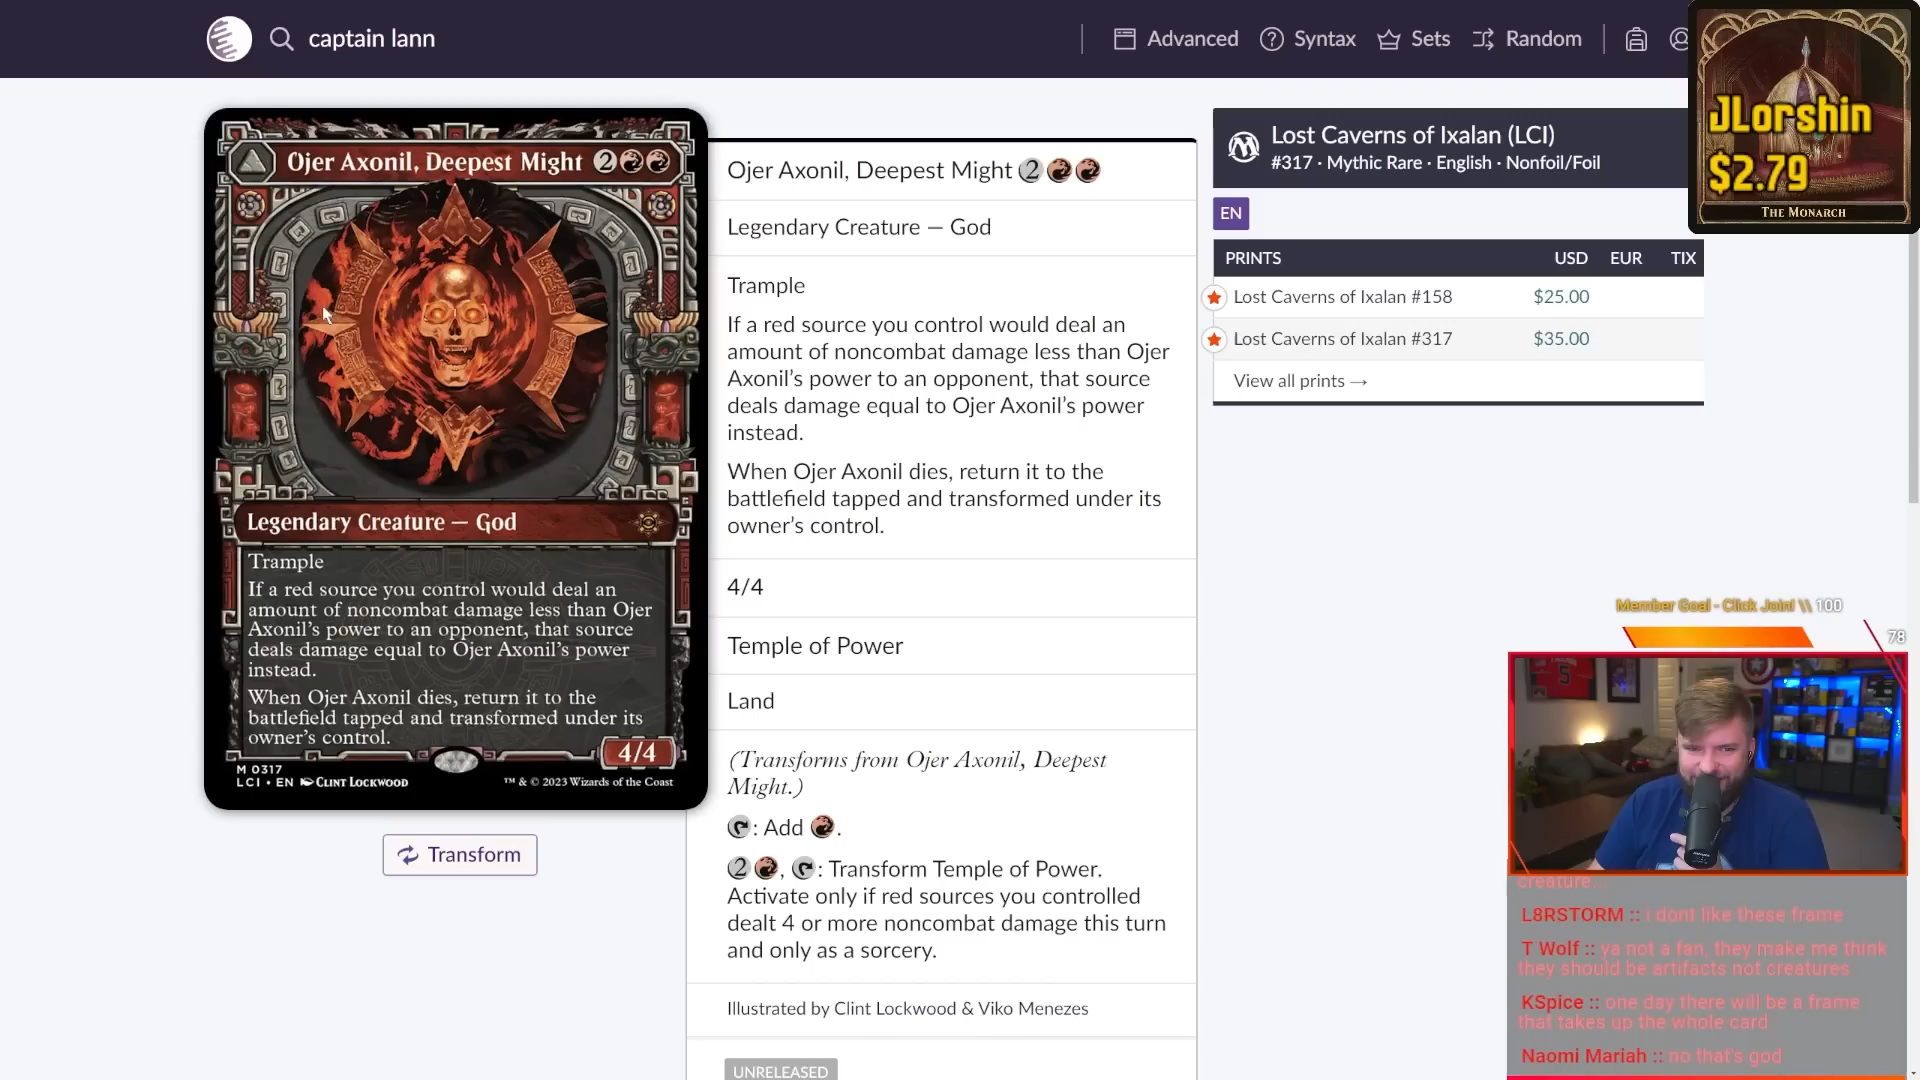 captain lann
Advanced
Syntax
Sets
Random
JLorshin
$2.79
THE MONARCH
Ojer Axonil, Deepest Might 2
Legendary Creature — God
Trample
If a red source you control would deal an
amount of noncombat damage less than Ojer
Axonil's power to an opponent, that source
deals damage equal to Ojer Axonil's power
instead.
When Ojer Axonil dies, return it to the
battlefield tapped and transformed under its
owner's control.
4/4
M 0317
LCI • EN CLINT LOCKWOOD
™ & © 2023 Wizards of the Coast
Transform
Ojer Axonil, Deepest Might 2
Legendary Creature — God
Trample
If a red source you control would deal an
amount of noncombat damage less than Ojer
Axonil's power to an opponent, that source
deals damage equal to Ojer Axonil's power
instead.
When Ojer Axonil dies, return it to the
battlefield tapped and transformed under its
owner's control.
4/4
Temple of Power
Land
(Transforms from Ojer Axonil, Deepest
Might.)
: Add .
2 , : Transform Temple of Power.
Activate only if red sources you controlled
dealt 4 or more noncombat damage this turn
and only as a sorcery.
Illustrated by Clint Lockwood & Viko Menezes
UNRELEASED
Lost Caverns of Ixalan (LCI)
#317 · Mythic Rare · English · Nonfoil/Foil
EN
PRINTS USD EUR TIX
Lost Caverns of Ixalan #158 $25.00
Lost Caverns of Ixalan #317 $35.00
View all prints →
Member Goal - Click Join! \\ 100
78
creature...
L8RSTORM :: i dont like these frame
T Wolf :: ya not a fan, they make me think
they should be artifacts not creatures
KSpice :: one day there will be a frame
that takes up the whole card
Naomi Mariah :: no that's god